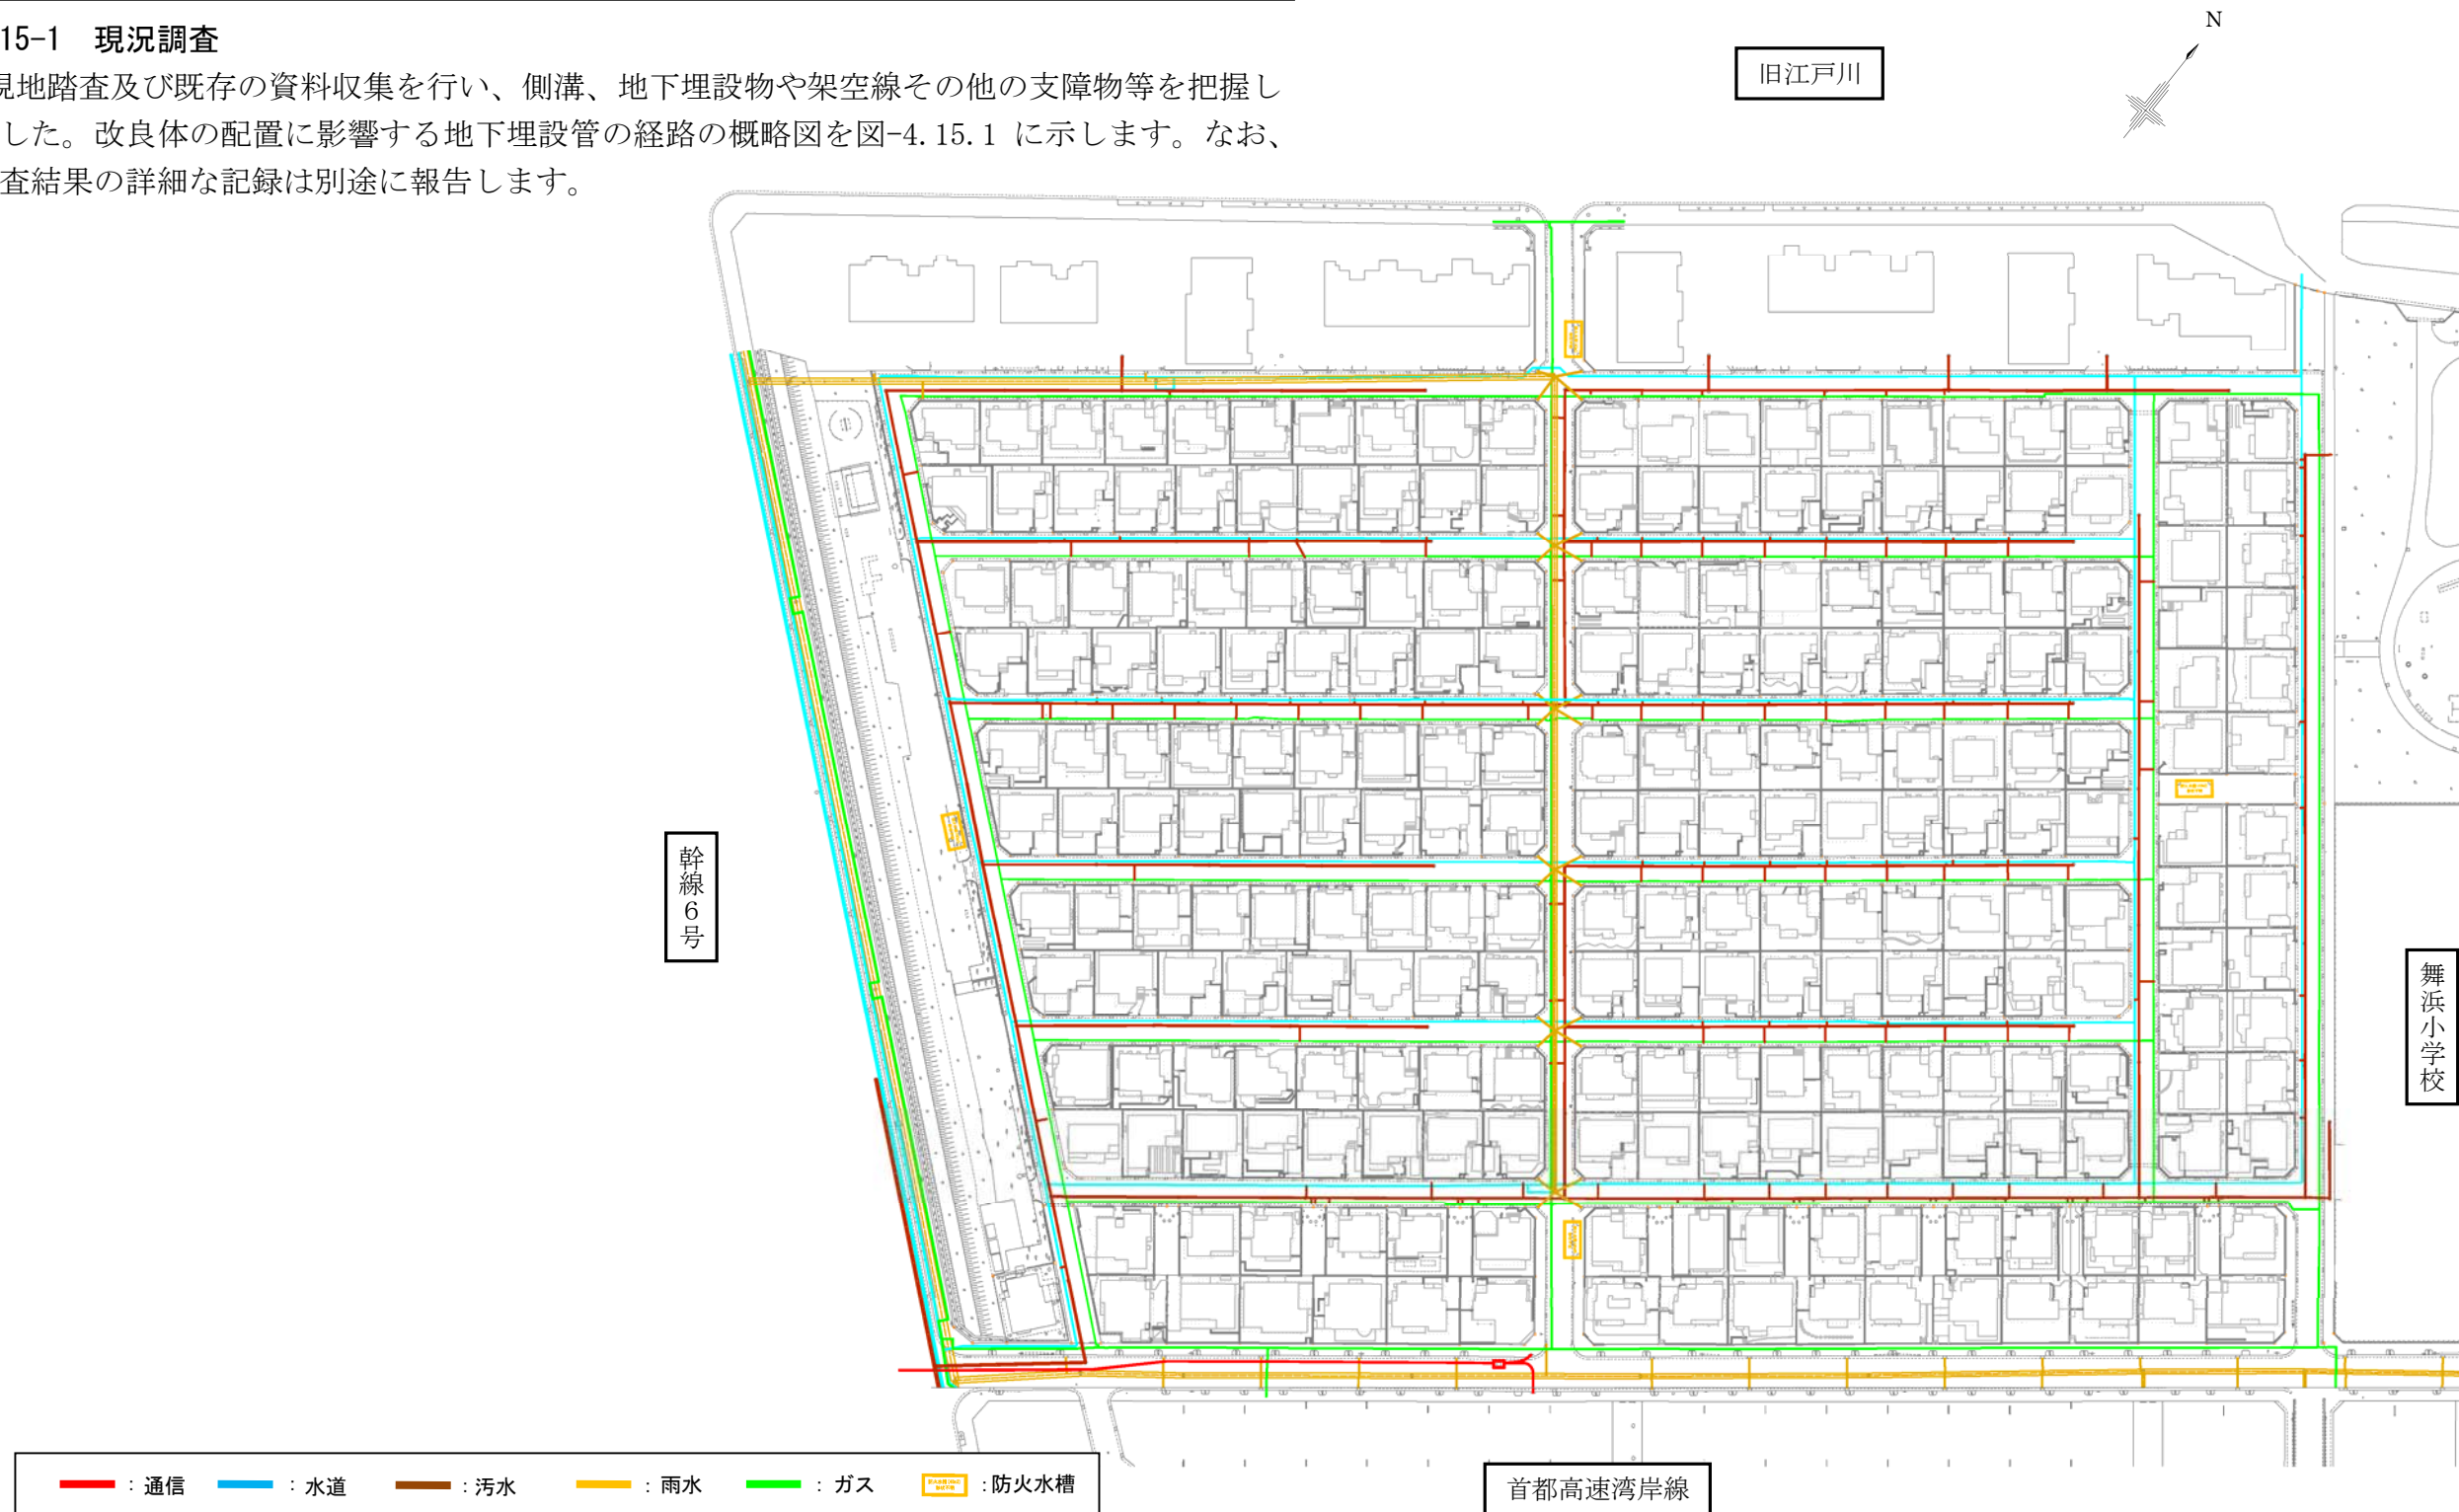 15-1 現況調査
現地踏査及び既存の資料収集を行い、側溝、地下埋設物や架空線その他の支障物等を把握し
した。改良体の配置に影響する地下埋設管の経路の概略図を図-4.15.1 に示します。なお、
査結果の詳細な記録は別途に報告します。
N
旧江戸川
幹線6号
舞浜小学校
首都高速湾岸線
:通信
:水道
:汚水
:雨水
:ガス
:防火水槽